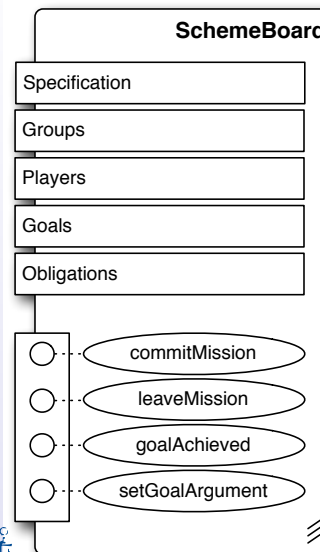 SchemeBoard
Specification
Groups
Players
Goals
Obligations
commitMission
leaveMission
goalAchieved
setGoalArgument